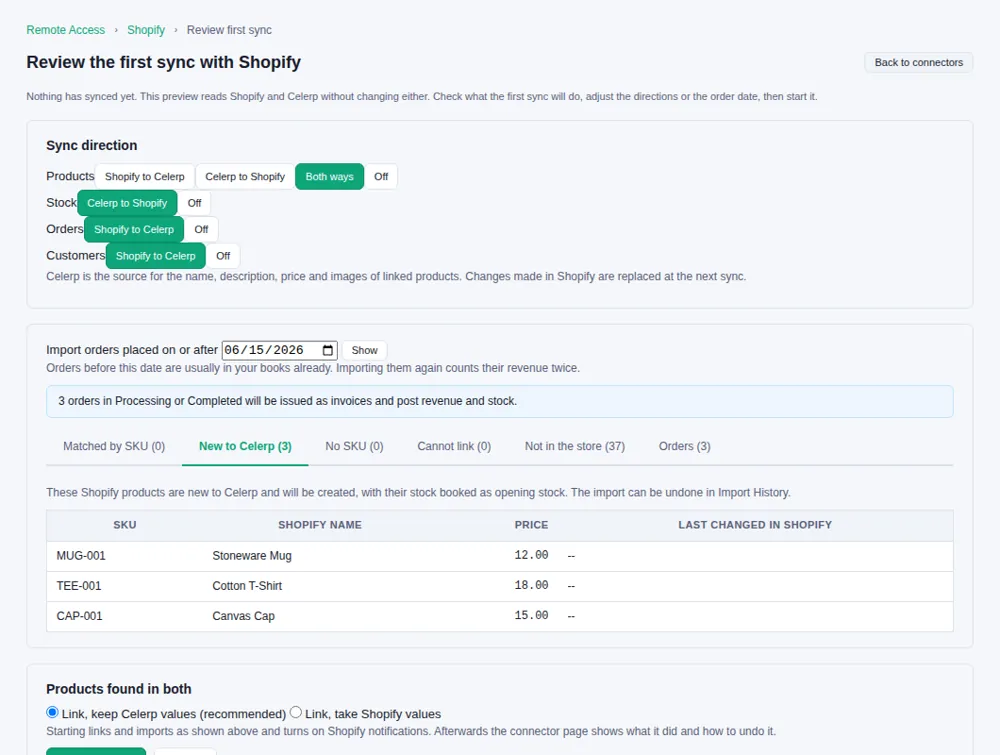 Remote Access › Shopify › Review first sync
Review the first sync with Shopify
Back to connectors
Nothing has synced yet. This preview reads Shopify and Celerp without changing either. Check what the first sync will do, adjust the directions or the order date, then start it.
Sync direction
Products Shopify to Celerp Celerp to Shopify Both ways Off
Stock Celerp to Shopify Off
Orders Shopify to Celerp Off
Customers Shopify to Celerp Off
Celerp is the source for the name, description, price and images of linked products. Changes made in Shopify are replaced at the next sync.
Import orders placed on or after 06/15/2026 Show
Orders before this date are usually in your books already. Importing them again counts their revenue twice.
3 orders in Processing or Completed will be issued as invoices and post revenue and stock.
Matched by SKU (0) New to Celerp (3) No SKU (0) Cannot link (0) Not in the store (37) Orders (3)
These Shopify products are new to Celerp and will be created, with their stock booked as opening stock. The import can be undone in Import History.
SKU SHOPIFY NAME PRICE LAST CHANGED IN SHOPIFY
MUG-001 Stoneware Mug 12.00 --
TEE-001 Cotton T-Shirt 18.00 --
CAP-001 Canvas Cap 15.00 --
Products found in both
Link, keep Celerp values (recommended) Link, take Shopify values
Starting links and imports as shown above and turns on Shopify notifications. Afterwards the connector page shows what it did and how to undo it.